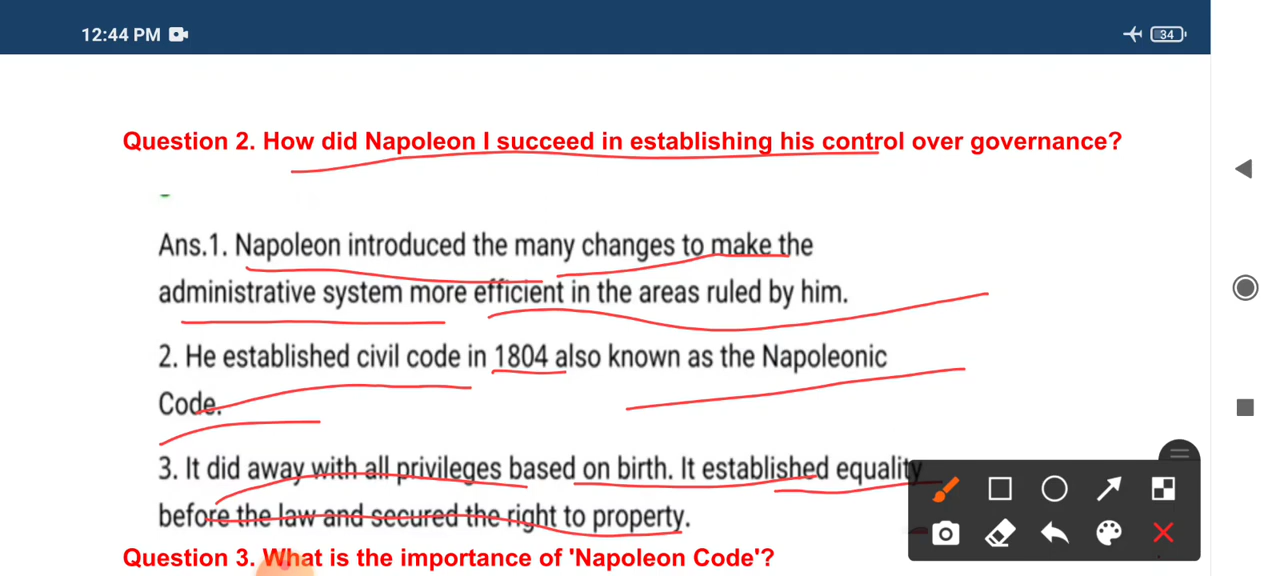 12:44 PM
34
Question 2. How did Napoleon I succeed in establishing his control over governance?
Ans.1. Napoleon introduced the many changes to make the
administrative system more efficient in the areas ruled by him.
2. He established civil code in 1804 also known as the Napoleonic
Code.
3. It did away with all privileges based on birth. It established equality
before the law and secured the right to property.
Question 3. What is the importance of 'Napoleon Code'?